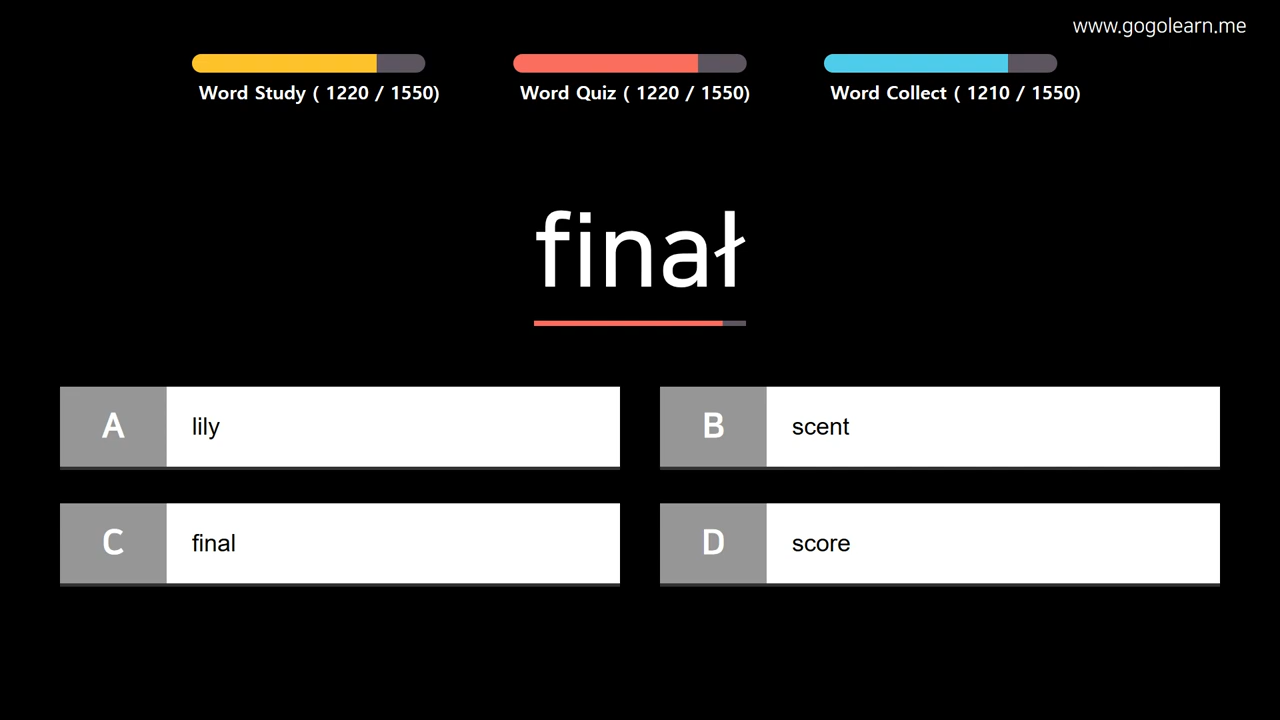 www.gogolearn.me
Word Study ( 1220 / 1550)
Word Quiz ( 1220 / 1550)
Word Collect ( 1210 / 1550)
finał
A
lily
B
scent
C
final
D
score